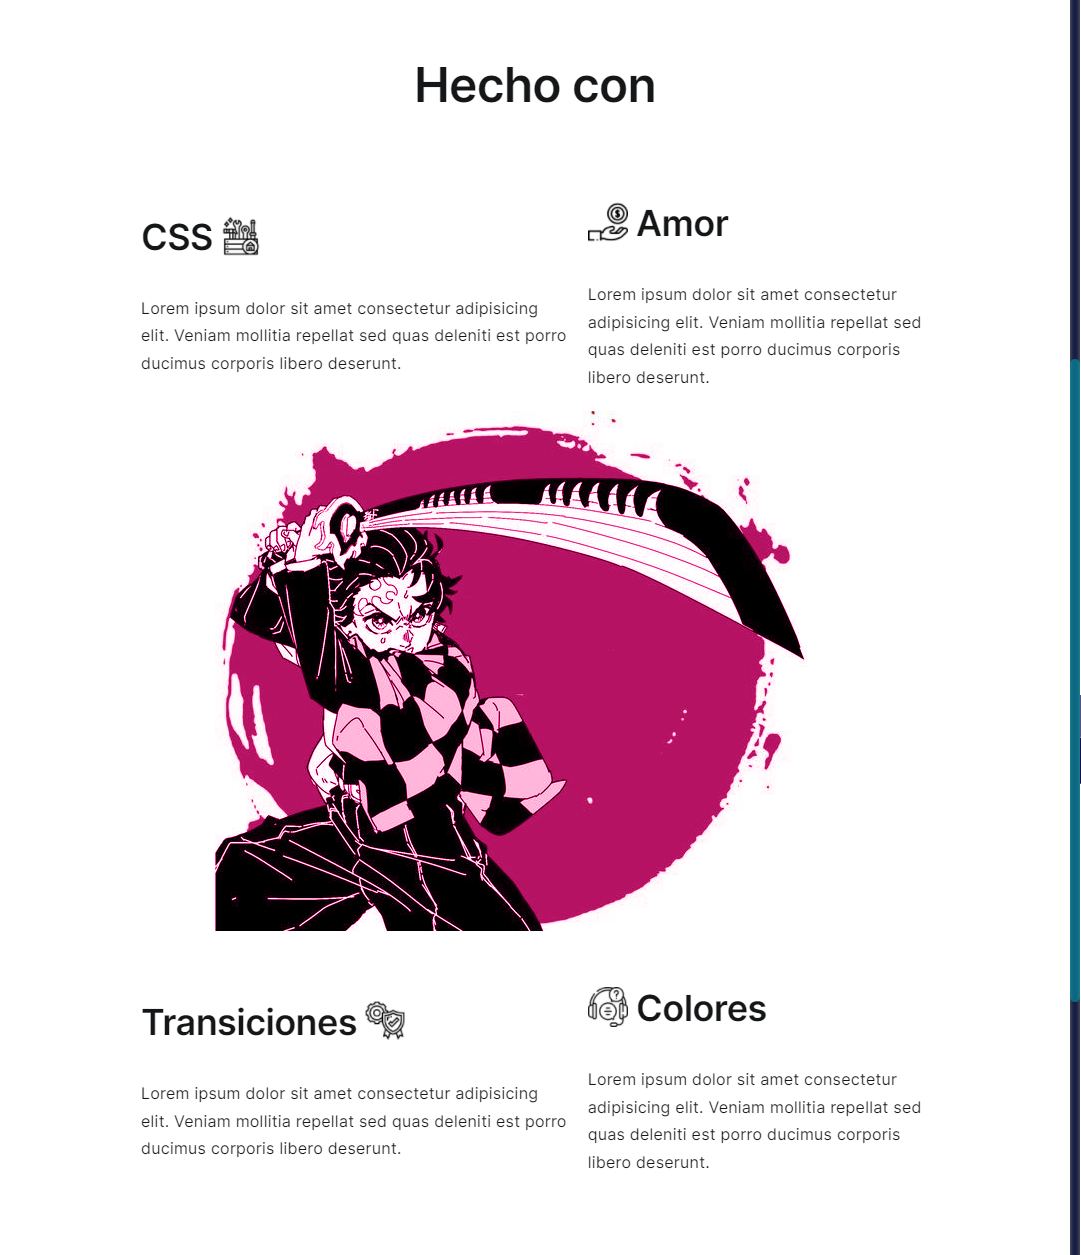 Hecho con
CSS
Lorem ipsum dolor sit amet consectetur adipisicing
elit. Veniam mollitia repellat sed quas deleniti est porro
ducimus corporis libero deserunt.
Amor
Lorem ipsum dolor sit amet consectetur
adipisicing elit. Veniam mollitia repellat sed
quas deleniti est porro ducimus corporis
libero deserunt.
Transiciones
Lorem ipsum dolor sit amet consectetur adipisicing
elit. Veniam mollitia repellat sed quas deleniti est porro
ducimus corporis libero deserunt.
Colores
Lorem ipsum dolor sit amet consectetur
adipisicing elit. Veniam mollitia repellat sed
quas deleniti est porro ducimus corporis
libero deserunt.